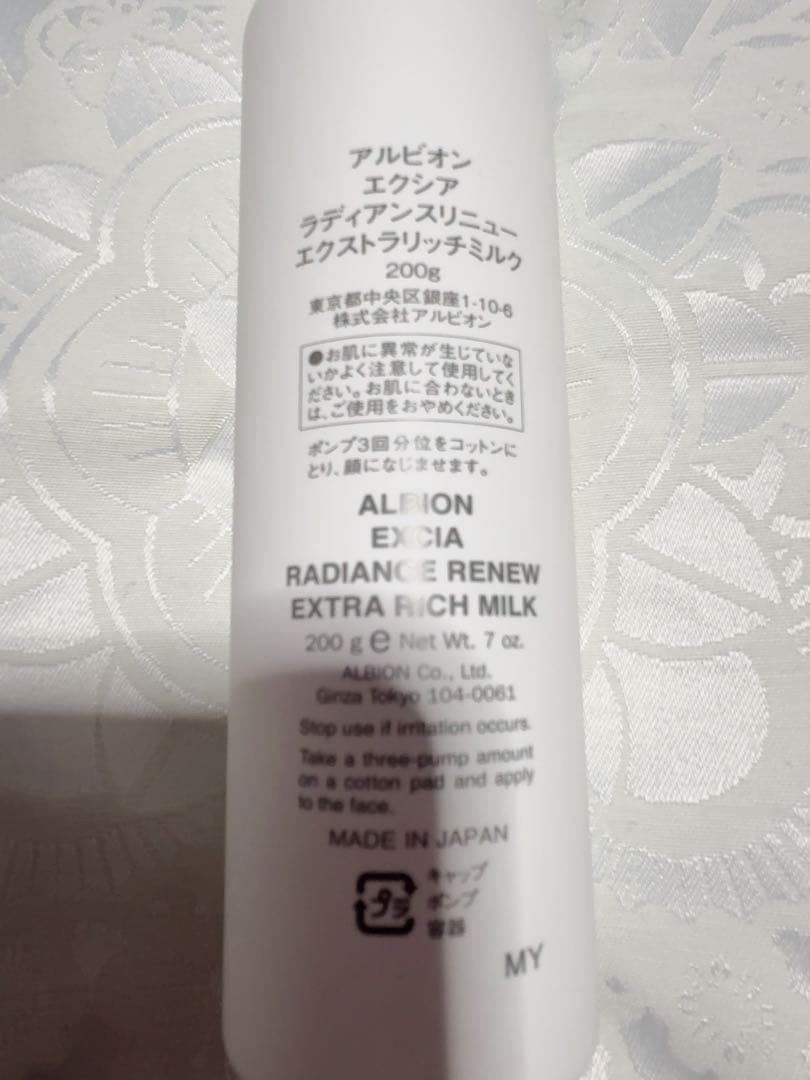 アルビオン
エクシア
ラディアンスリニュー
エクストラリッチミルク
200g
東京都中央区銀座1-10-6
株式会社アルビオン
●お肌に異常が生じていな
いかよく注意して使用してく
ださい。お肌に合わないとき
は、ご使用をおやめください。
ポンプ3回分位をコットンに
とり、顔になじませます。
ALBION
EXCIA
RADIANCE RENEW
EXTRA RICH MILK
200 g ℮ Net Wt. 7 oz.
ALBION Co., Ltd.
Ginza Tokyo 104-0061
Stop use if irritation occurs.
Take a three-pump amount
on a cotton pad and apply
to the face.
MADE IN JAPAN
プラ
キャップ
ポンプ
容器
MY